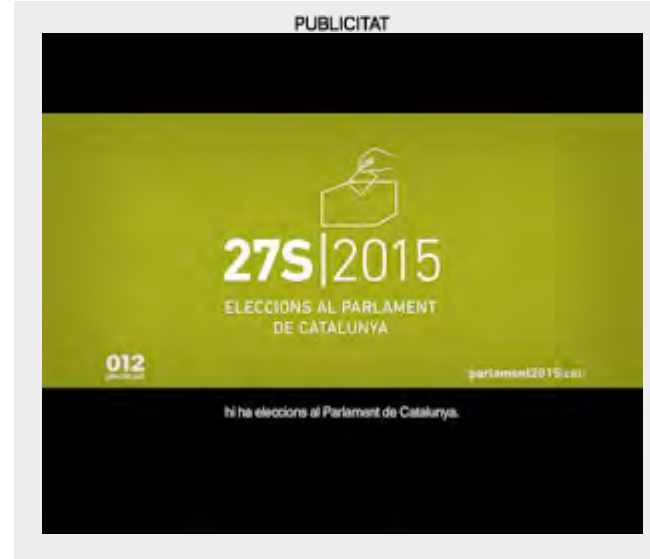 PUBLICITAT
27S|2015
ELECCIONS AL PARLAMENT
DE CATALUNYA
012
parlament2015.cat
hi ha eleccions al Parlament de Catalunya.